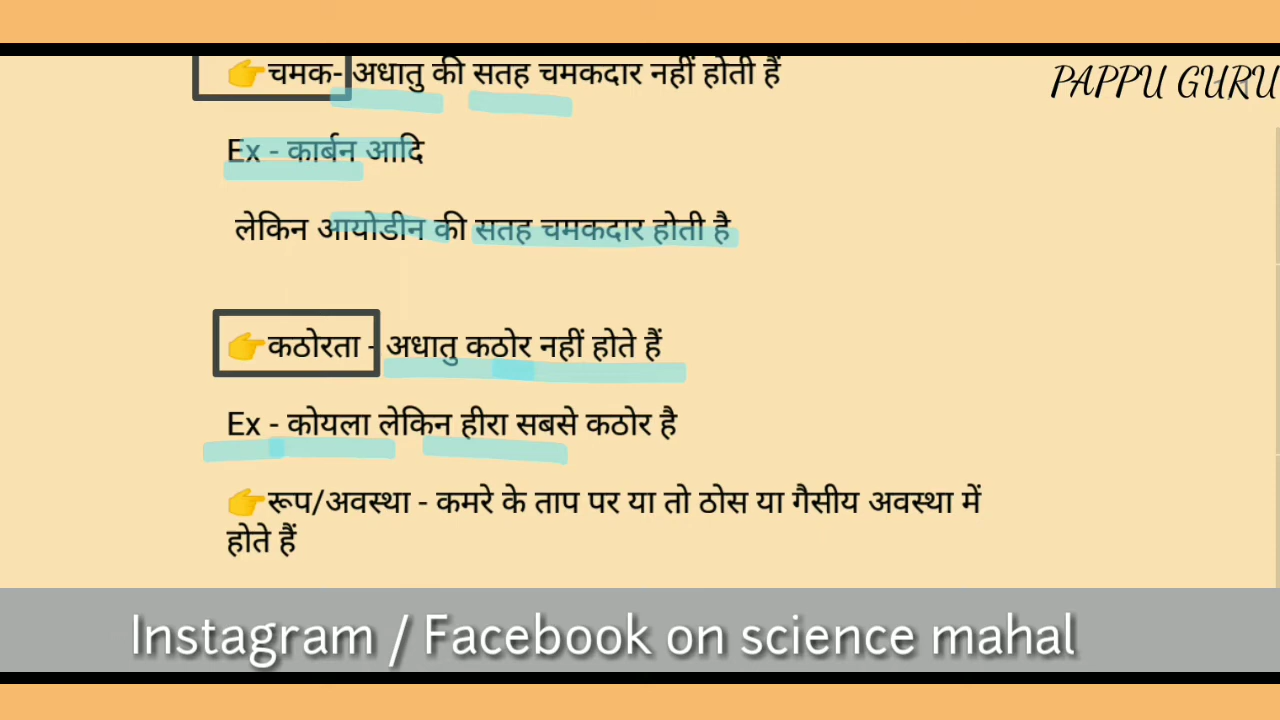 👉चमक- अधातु की सतह चमकदार नहीं होती हैं
PAPPU GURU
Ex - कार्बन आदि
लेकिन आयोडीन की सतह चमकदार होती है
👉कठोरता - अधातु कठोर नहीं होते हैं
Ex - कोयला लेकिन हीरा सबसे कठोर है
👉रूप/अवस्था - कमरे के ताप पर या तो ठोस या गैसीय अवस्था में
होते हैं
Instagram / Facebook on science mahal